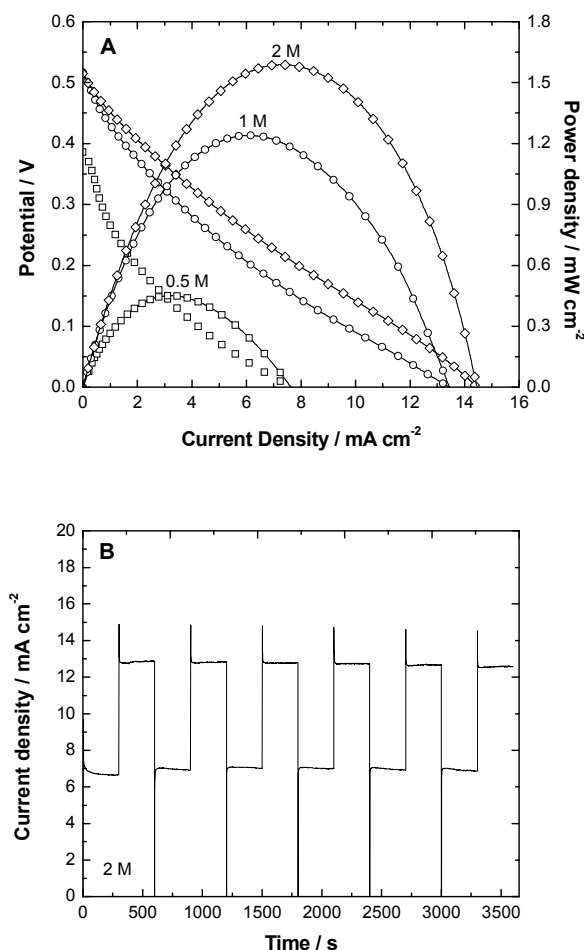 A
2 M
1 M
0.5 M
0.6
0.5
0.4
0.3
0.2
0.1
0.0
Potential / V
1.8
1.5
1.2
0.9
0.6
0.3
0.0
Power density / mW cm-2
0 2 4 6 8 10 12 14 16
Current Density / mA cm-2
B
20
18
16
14
12
10
8
6
4
2
0
Current density / mA cm-2
2 M
0 500 1000 1500 2000 2500 3000 3500
Time / s